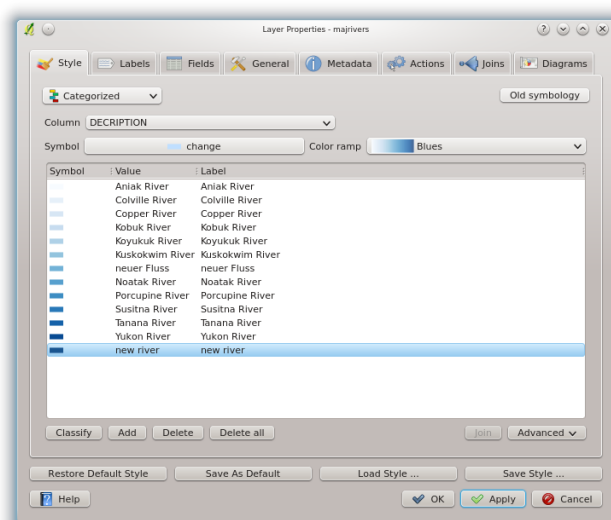 Layer Properties - majrivers
Style Labels Fields General Metadata Actions Joins Diagrams
Categorized Old symbology
Column DECRIPTION
Symbol change Color ramp Blues
Symbol Value Label
Aniak River Aniak River
Colville River Colville River
Copper River Copper River
Kobuk River Kobuk River
Koyukuk River Koyukuk River
Kuskokwim River Kuskokwim River
neuer Fluss neuer Fluss
Noatak River Noatak River
Porcupine River Porcupine River
Susitna River Susitna River
Tanana River Tanana River
Yukon River Yukon River
new river new river
Classify Add Delete Delete all Join Advanced
Restore Default Style Save As Default Load Style ... Save Style ...
Help OK Apply Cancel